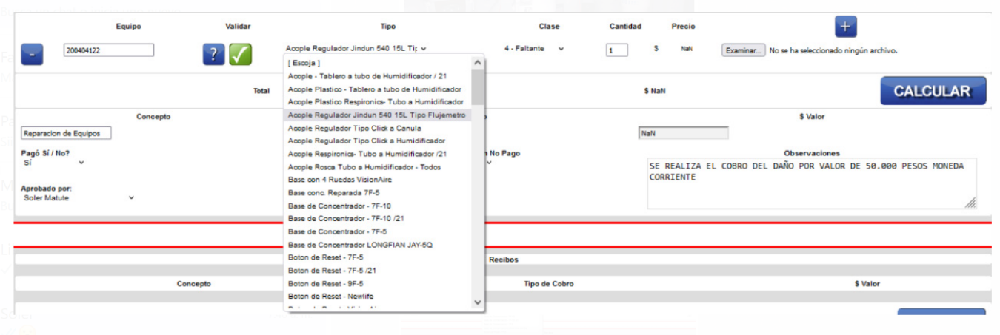 Equipo Validar Tipo Clase Cantidad Precio +
- 200404122 ? Acople Regulador Jindun 540 15L Tip 4 - Faltante 1 $ NaN Examinar... No se ha seleccionado ningún archivo.
[ Escoja ]
Acople - Tablero a tubo de Humidificador / 21
Total Acople Plastico - Tablero a tubo de Humidificador $ NaN CALCULAR
Acople Plastico Respironics- Tubo a Humidificador
Concepto Acople Regulador Jindun 540 15L Tipo Flujemetro $ Valor
Reparacion de Equipos Acople Regulador Tipo Click a Canula NaN
Acople Regulador Tipo Click a Humidificador
Pagó Sí / No? Acople Respironics- Tubo a Humidificador /21 No Pago Observaciones
Sí Acople Rosca Tubo a Humidificador - Todos SE REALIZA EL COBRO DEL DAÑO POR VALOR DE 50.000 PESOS MONEDA
Base con 4 Ruedas VisionAire CORRIENTE
Aprobado por: Base conc. Reparada 7F-5
Soler Matute Base de Concentrador - 7F-10
Base de Concentrador - 7F-10 /21
Base de Concentrador - 7F-5
Base de Concentrador LONGFIAN JAY-5Q
Boton de Reset - 7F-5 Recibos
Boton de Reset - 7F-5 /21
Concepto Boton de Reset - 9F-5 Tipo de Cobro $ Valor
Boton de Reset - Newlife